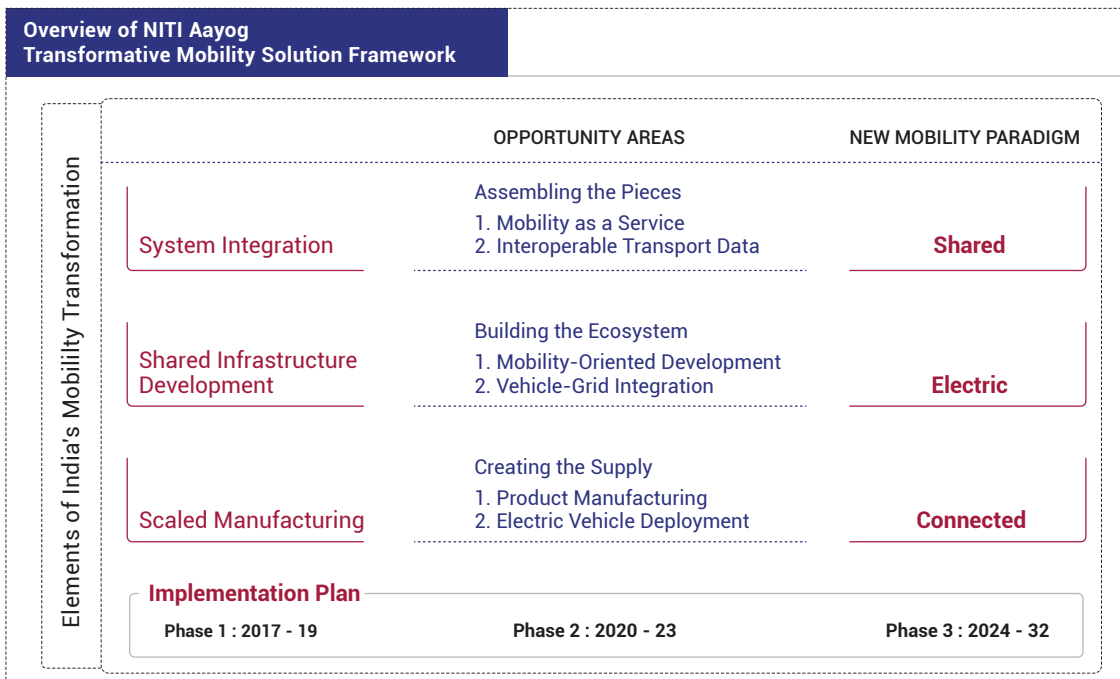 Overview of NITI Aayog
Transformative Mobility Solution Framework
Elements of India's Mobililty Transformation
OPPORTUNITY AREAS
NEW MOBILITY PARADIGM
System Integration
Assembling the Pieces
1. Mobility as a Service
2. Interoperable Transport Data
Shared
Shared Infrastructure
Development
Building the Ecosystem
1. Mobility-Oriented Development
2. Vehicle-Grid Integration
Electric
Scaled Manufacturing
Creating the Supply
1. Product Manufacturing
2. Electric Vehicle Deployment
Connected
Implementation Plan
Phase 1 : 2017 - 19
Phase 2 : 2020 - 23
Phase 3 : 2024 - 32